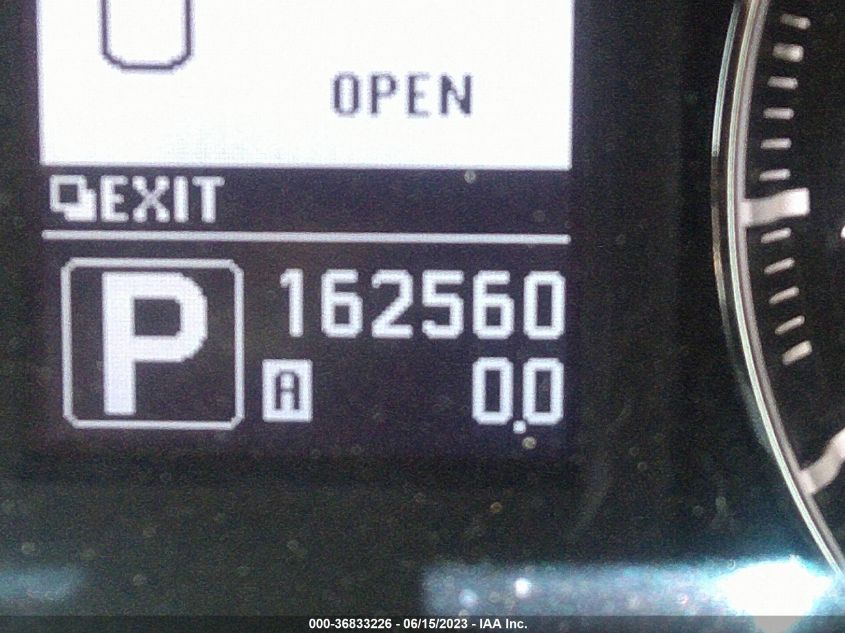 OPEN
EXIT
P 162560
A 0.0
000-36833226 - 06/15/2023 - IAA Inc.